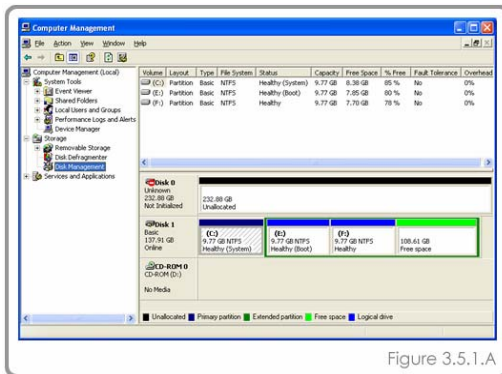 Computer Management
File Action View Window Help
Computer Management (Local)
System Tools
Event Viewer
Shared Folders
Local Users and Groups
Performance Logs and Alerts
Device Manager
Storage
Removable Storage
Disk Defragmenter
Disk Management
Services and Applications
Volume Layout Type File System Status Capacity Free Space % Free Fault Tolerance Overhead
(C:) Partition Basic NTFS Healthy (System) 9.77 GB 8.38 GB 85 % No 0%
(E:) Partition Basic NTFS Healthy (Boot) 9.77 GB 7.85 GB 80 % No 0%
(F:) Partition Basic NTFS Healthy 9.77 GB 7.70 GB 78 % No 0%
Disk 0
Unknown
232.88 GB
Not Initialized
232.88 GB
Unallocated
Disk 1
Basic
137.91 GB
Online
(C:)
9.77 GB NTFS
Healthy (System)
(E:)
9.77 GB NTFS
Healthy (Boot)
(F:)
9.77 GB NTFS
Healthy
108.61 GB
Free space
CD-ROM 0
CD-ROM (D:)
No Media
Unallocated Primary partition Extended partition Free space Logical drive
Figure 3.5.1.A